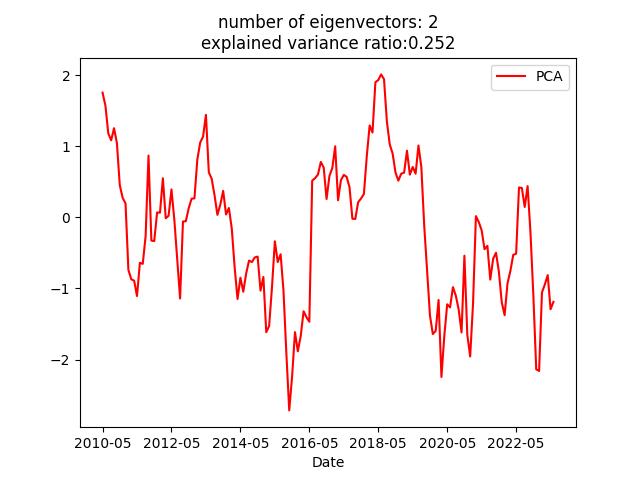 number of eigenvectors: 2
explained variance ratio:0.252
PCA
2
1
0
−1
−2
2010-05 2012-05 2014-05 2016-05 2018-05 2020-05 2022-05
Date